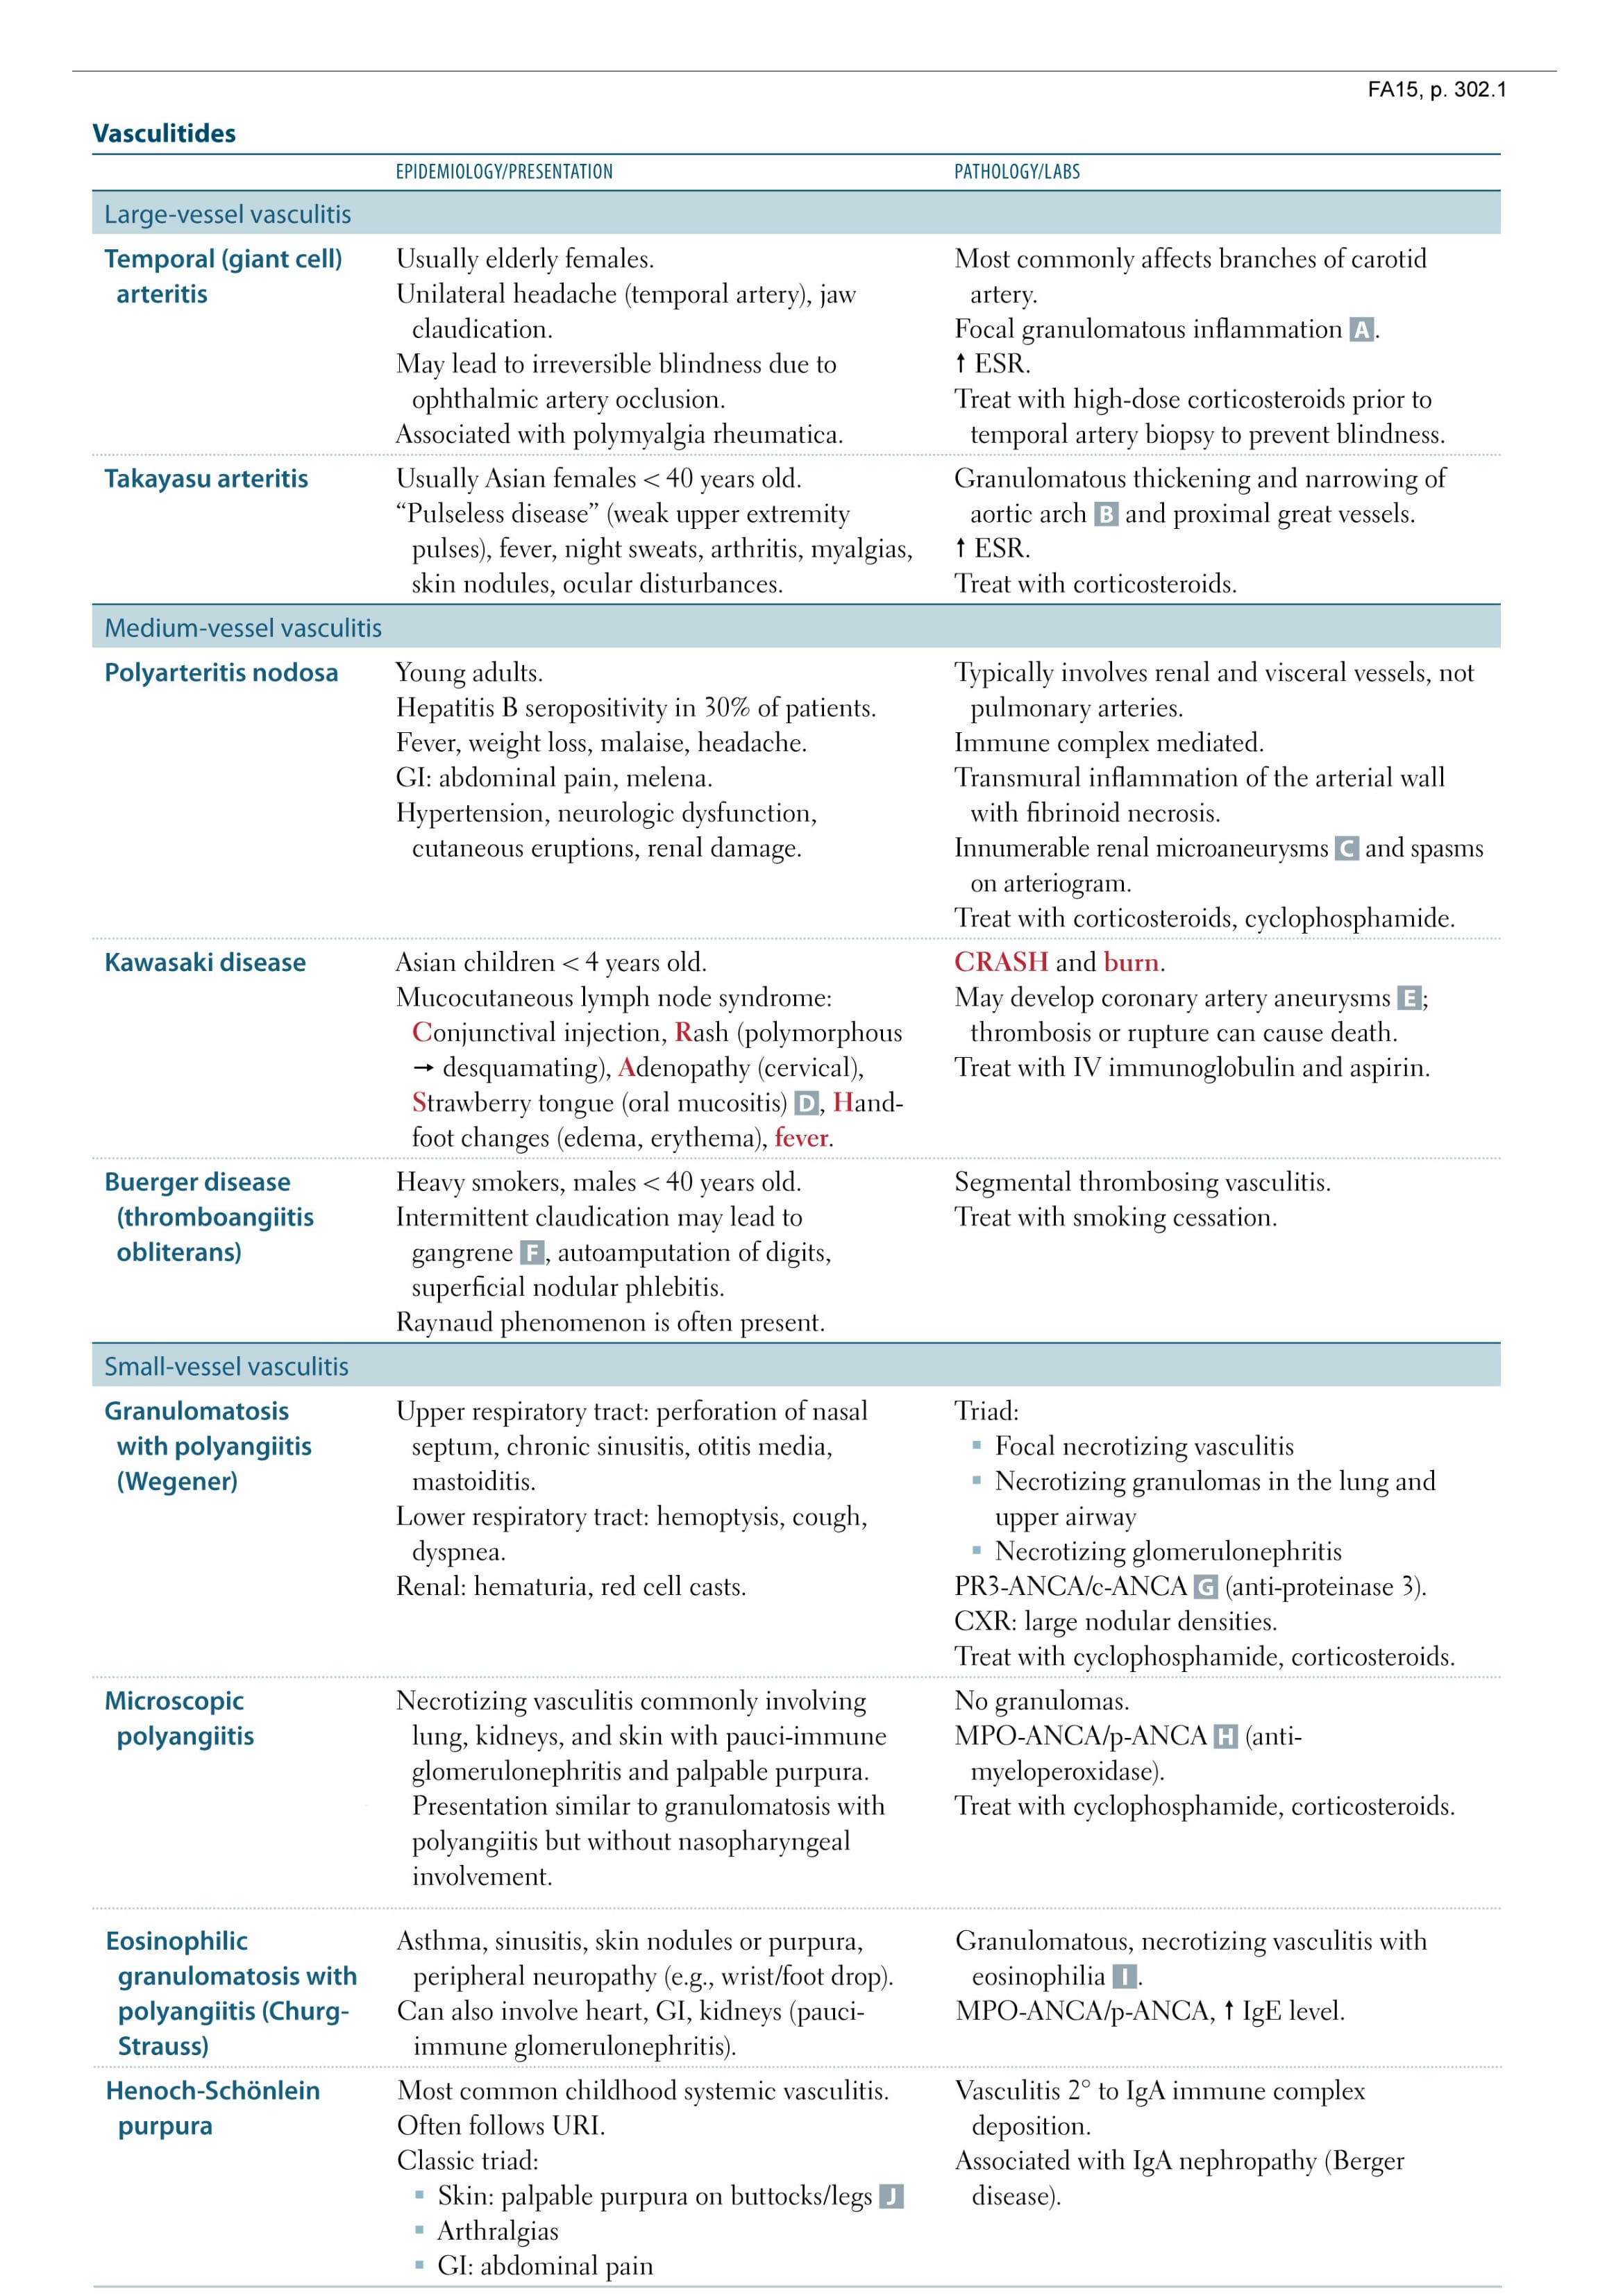 FA15, p. 302.1
Vasculitides
EPIDEMIOLOGY/PRESENTATION
PATHOLOGY/LABS
Large-vessel vasculitis
Temporal (giant cell)
arteritis
Usually elderly females.
Unilateral headache (temporal artery), jaw
claudication.
May lead to irreversible blindness due to
ophthalmic artery occlusion.
Associated with polymyalgia rheumatica.
Most commonly affects branches of carotid
artery.
Focal granulomatous inflammation A.
↑ ESR.
Treat with high-dose corticosteroids prior to
temporal artery biopsy to prevent blindness.
Takayasu arteritis
Usually Asian females < 40 years old.
“Pulseless disease” (weak upper extremity
pulses), fever, night sweats, arthritis, myalgias,
skin nodules, ocular disturbances.
Granulomatous thickening and narrowing of
aortic arch B and proximal great vessels.
↑ ESR.
Treat with corticosteroids.
Medium-vessel vasculitis
Polyarteritis nodosa
Young adults.
Hepatitis B seropositivity in 30% of patients.
Fever, weight loss, malaise, headache.
GI: abdominal pain, melena.
Hypertension, neurologic dysfunction,
cutaneous eruptions, renal damage.
Typically involves renal and visceral vessels, not
pulmonary arteries.
Immune complex mediated.
Transmural inflammation of the arterial wall
with fibrinoid necrosis.
Innumerable renal microaneurysms C and spasms
on arteriogram.
Treat with corticosteroids, cyclophosphamide.
Kawasaki disease
Asian children < 4 years old.
Mucocutaneous lymph node syndrome:
Conjunctival injection, Rash (polymorphous
→ desquamating), Adenopathy (cervical),
Strawberry tongue (oral mucositis) D, Hand-
foot changes (edema, erythema), fever.
CRASH and burn.
May develop coronary artery aneurysms E;
thrombosis or rupture can cause death.
Treat with IV immunoglobulin and aspirin.
Buerger disease
(thromboangiitis
obliterans)
Heavy smokers, males < 40 years old.
Intermittent claudication may lead to
gangrene F, autoamputation of digits,
superficial nodular phlebitis.
Raynaud phenomenon is often present.
Segmental thrombosing vasculitis.
Treat with smoking cessation.
Small-vessel vasculitis
Granulomatosis
with polyangiitis
(Wegener)
Upper respiratory tract: perforation of nasal
septum, chronic sinusitis, otitis media,
mastoiditis.
Lower respiratory tract: hemoptysis, cough,
dyspnea.
Renal: hematuria, red cell casts.
Triad:
▪ Focal necrotizing vasculitis
▪ Necrotizing granulomas in the lung and
upper airway
▪ Necrotizing glomerulonephritis
PR3-ANCA/c-ANCA G (anti-proteinase 3).
CXR: large nodular densities.
Treat with cyclophosphamide, corticosteroids.
Microscopic
polyangiitis
Necrotizing vasculitis commonly involving
lung, kidneys, and skin with pauci-immune
glomerulonephritis and palpable purpura.
Presentation similar to granulomatosis with
polyangiitis but without nasopharyngeal
involvement.
No granulomas.
MPO-ANCA/p-ANCA H (anti-
myeloperoxidase).
Treat with cyclophosphamide, corticosteroids.
Eosinophilic
granulomatosis with
polyangiitis (Churg-
Strauss)
Asthma, sinusitis, skin nodules or purpura,
peripheral neuropathy (e.g., wrist/foot drop).
Can also involve heart, GI, kidneys (pauci-
immune glomerulonephritis).
Granulomatous, necrotizing vasculitis with
eosinophilia I.
MPO-ANCA/p-ANCA, ↑ IgE level.
Henoch-Schönlein
purpura
Most common childhood systemic vasculitis.
Often follows URI.
Classic triad:
▪ Skin: palpable purpura on buttocks/legs J
▪ Arthralgias
▪ GI: abdominal pain
Vasculitis 2° to IgA immune complex
deposition.
Associated with IgA nephropathy (Berger
disease).